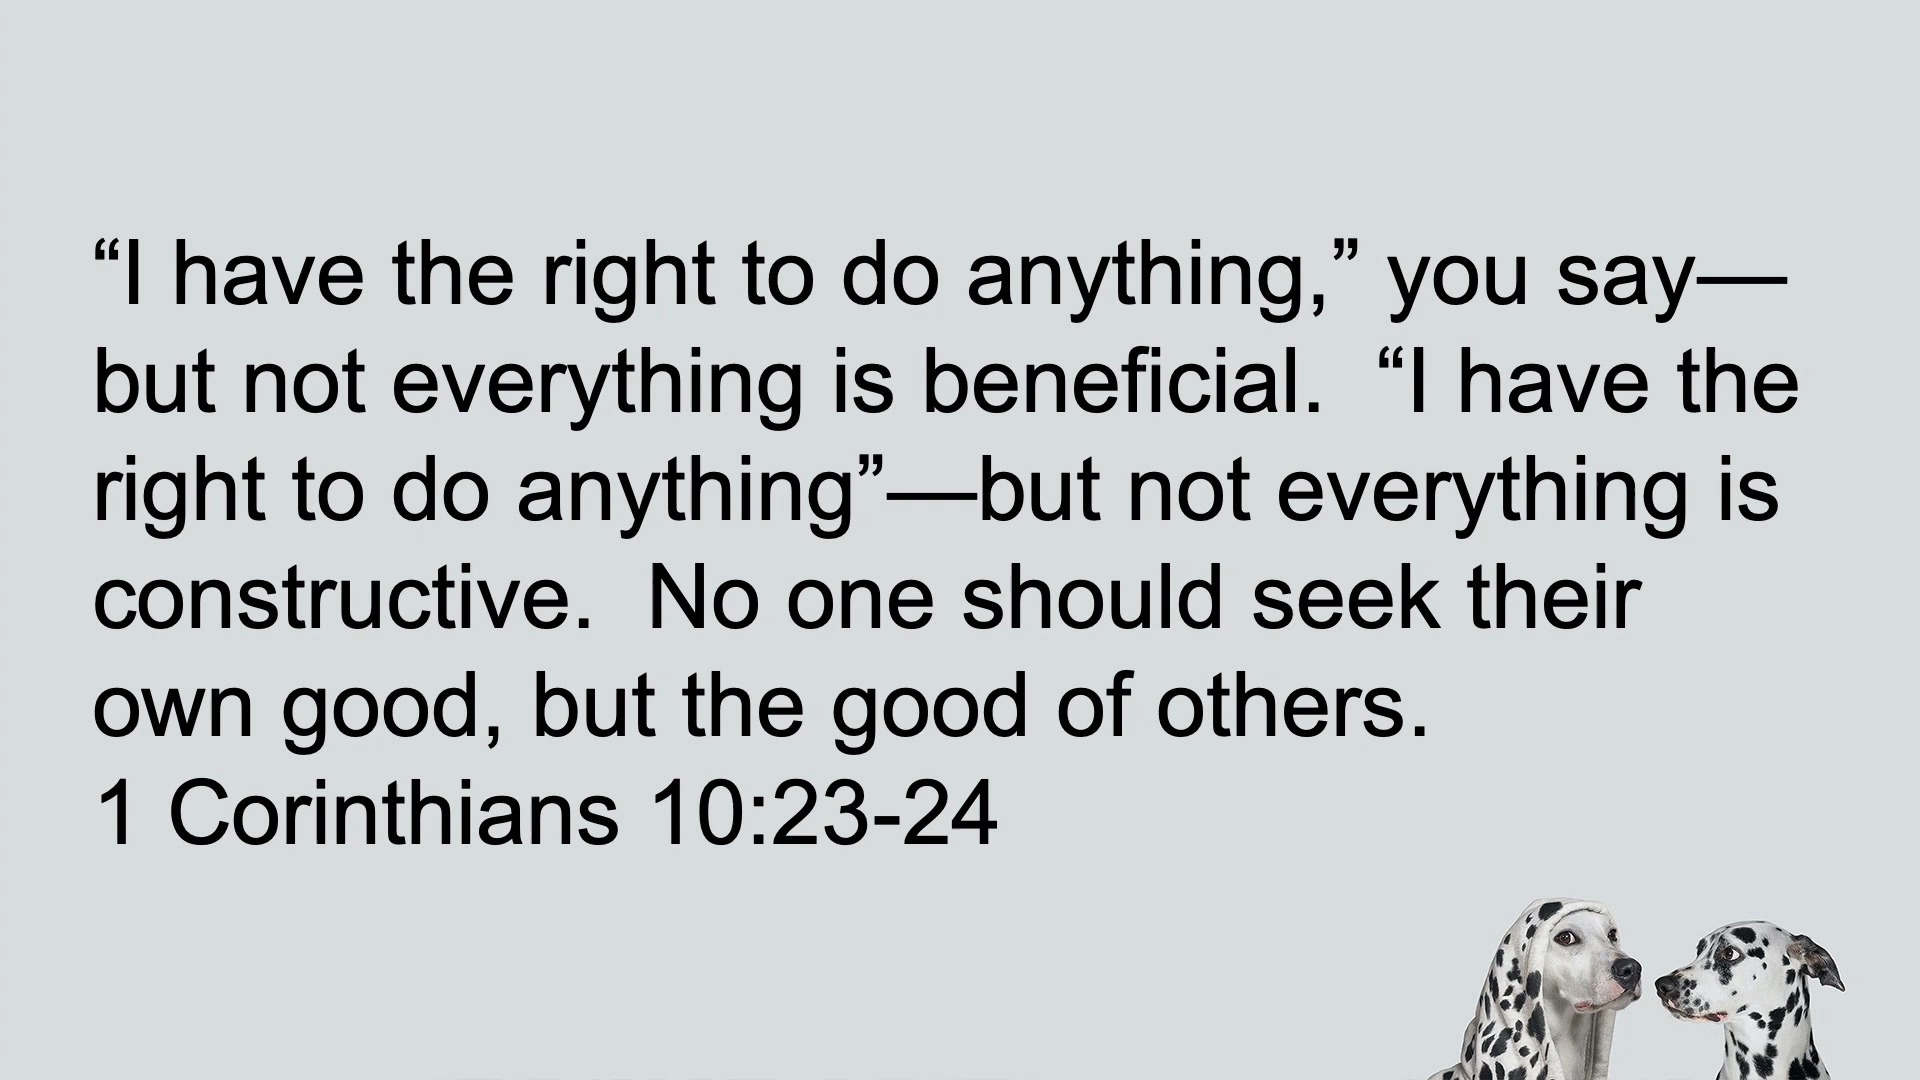 “I have the right to do anything,” you say—
but not everything is beneficial.  “I have the
right to do anything”—but not everything is
constructive.  No one should seek their
own good, but the good of others.
1 Corinthians 10:23-24